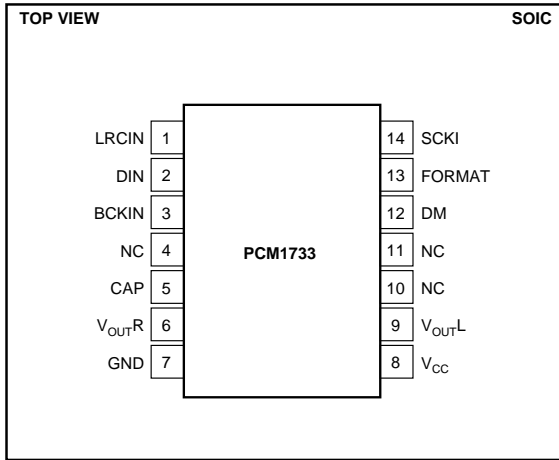 TOP VIEW SOIC
LRCIN 1 14 SCKI
DIN 2 13 FORMAT
BCKIN 3 12 DM
NC 4 11 NC
PCM1733
CAP 5 10 NC
VOUTR 6 9 VOUTL
GND 7 8 VCC